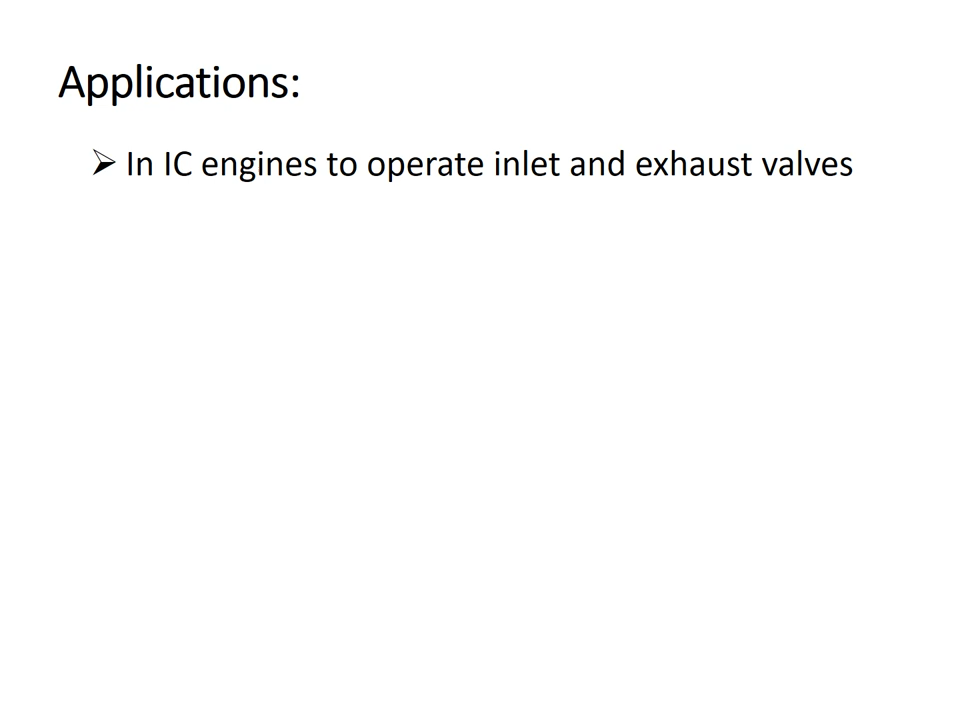 Applications:
➢ In IC engines to operate inlet and exhaust valves